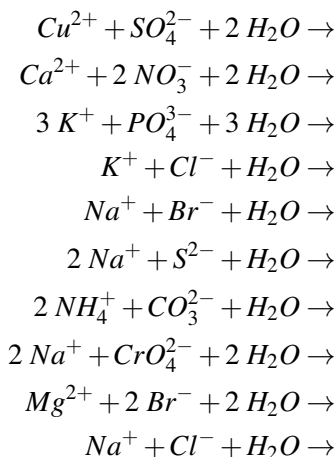 Cu²⁺ + SO₄²⁻ + 2 H₂O →
Ca²⁺ + 2 NO₃⁻ + 2 H₂O →
3 K⁺ + PO₄³⁻ + 3 H₂O →
K⁺ + Cl⁻ + H₂O →
Na⁺ + Br⁻ + H₂O →
2 Na⁺ + S²⁻ + H₂O →
2 NH₄⁺ + CO₃²⁻ + H₂O →
2 Na⁺ + CrO₄²⁻ + 2 H₂O →
Mg²⁺ + 2 Br⁻ + 2 H₂O →
Na⁺ + Cl⁻ + H₂O →